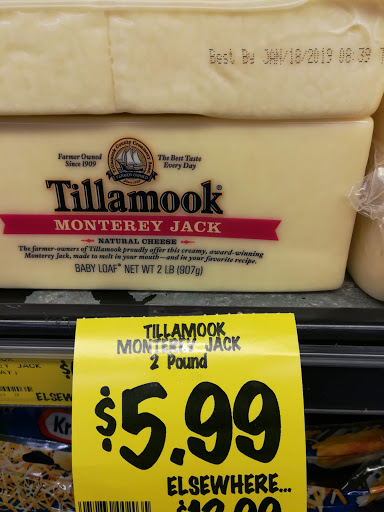 Best By JAN/18/2019 08:39
Farmer Owned
Since 1909
The Best Taste
Every Day
Tillamook®
MONTEREY JACK
NATURAL CHEESE
The farmer-owners of Tillamook proudly offer this creamy, award-winning
Monterey Jack, made to melt in your mouth—and in your favorite recipe.
BABY LOAF® NET WT 2 LB (907g)
TILLAMOOK
MONTEREY JACK
2 Pound
$5.99
ELSEWHERE...
JACK
ELSEW
Kr